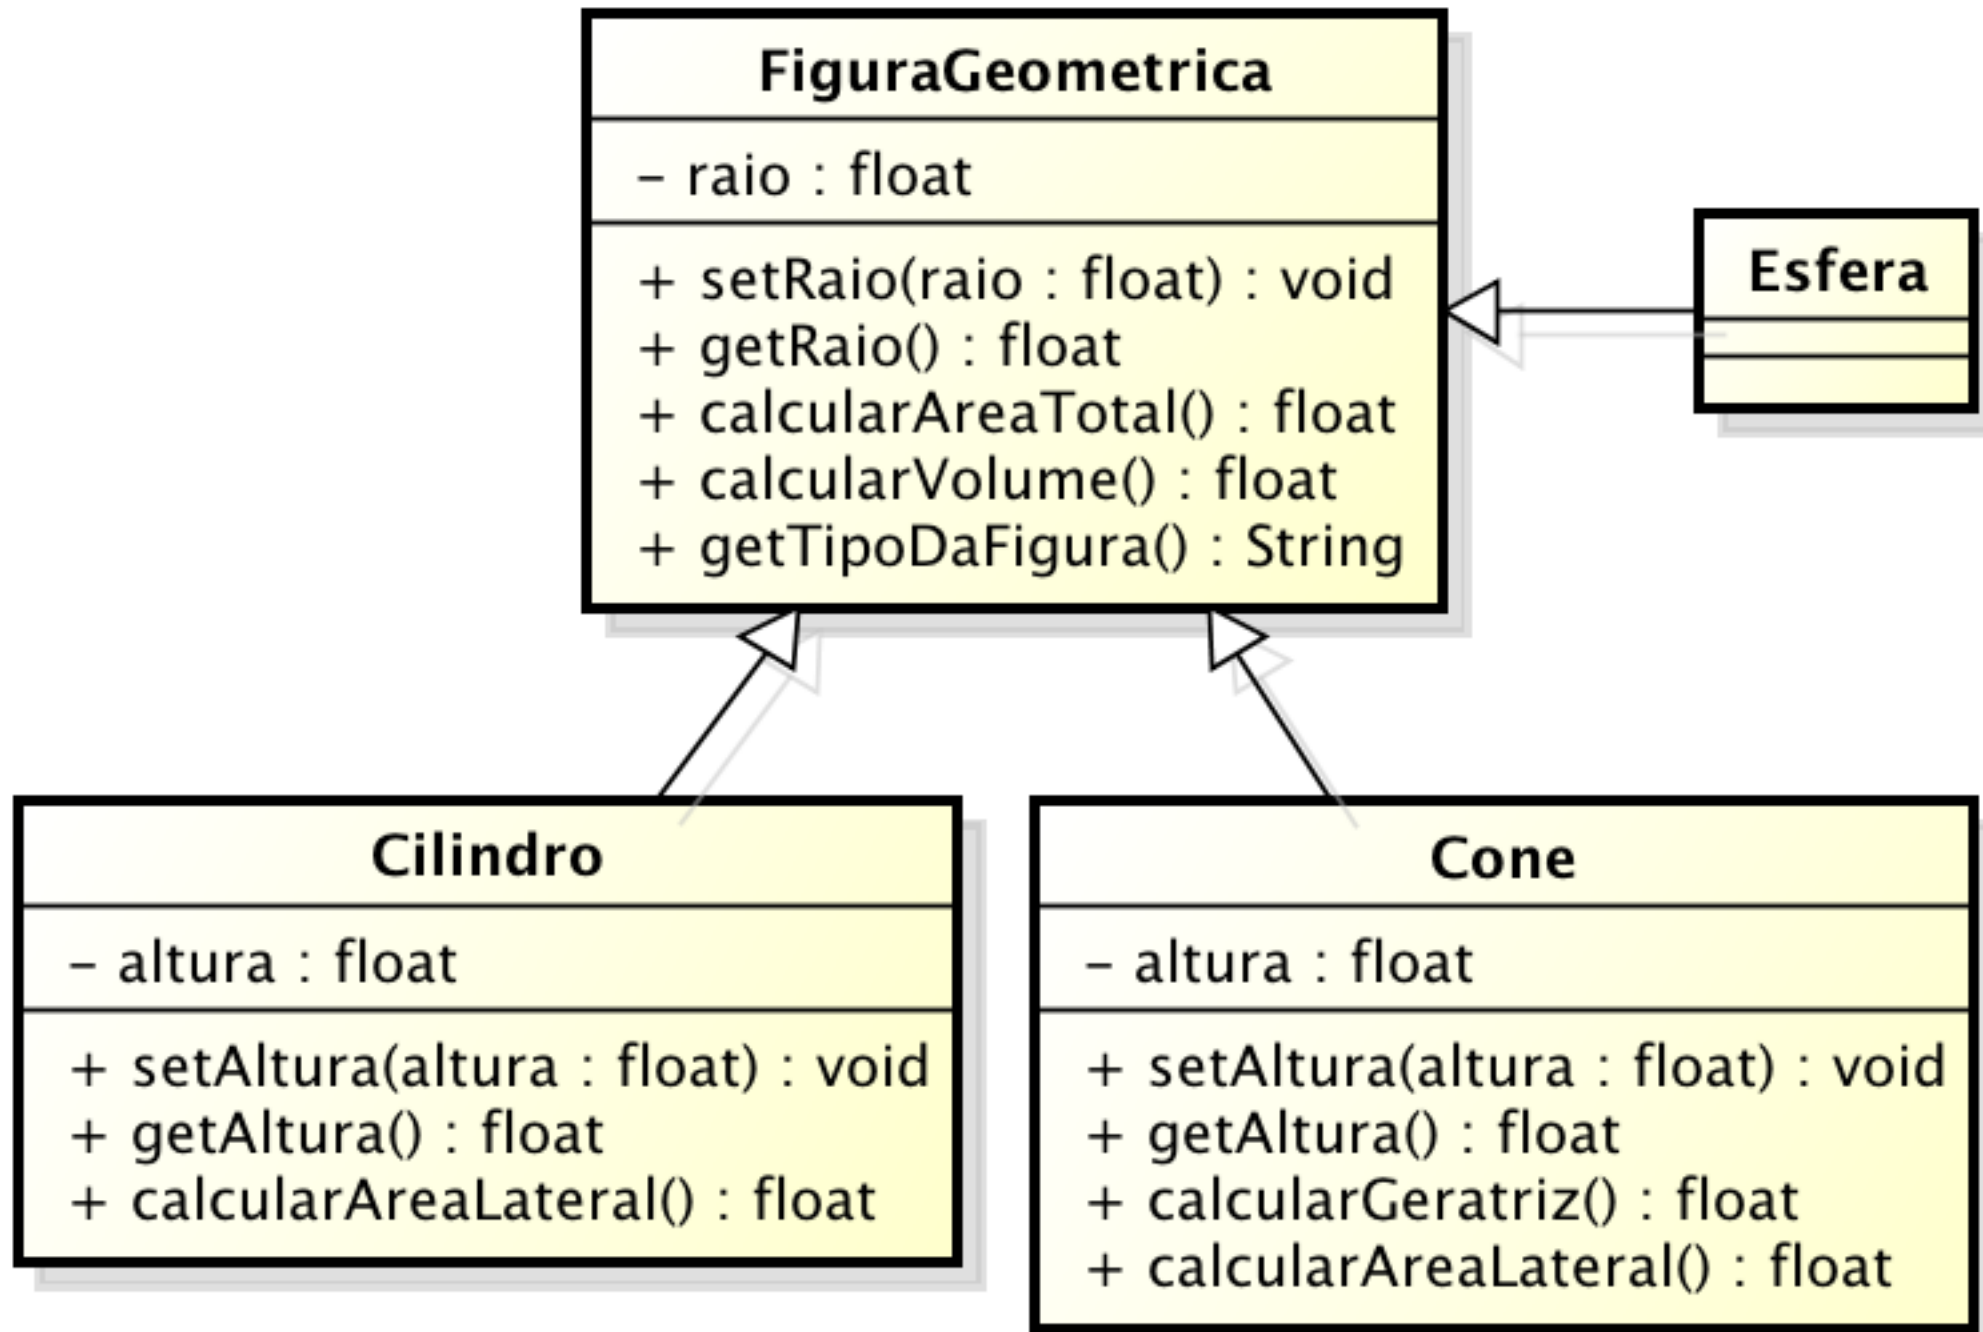 FiguraGeometrica
– raio : float
+ setRaio(raio : float) : void
+ getRaio() : float
+ calcularAreaTotal() : float
+ calcularVolume() : float
+ getTipoDaFigura() : String
Esfera
Cilindro
– altura : float
+ setAltura(altura : float) : void
+ getAltura() : float
+ calcularAreaLateral() : float
Cone
– altura : float
+ setAltura(altura : float) : void
+ getAltura() : float
+ calcularGeratriz() : float
+ calcularAreaLateral() : float